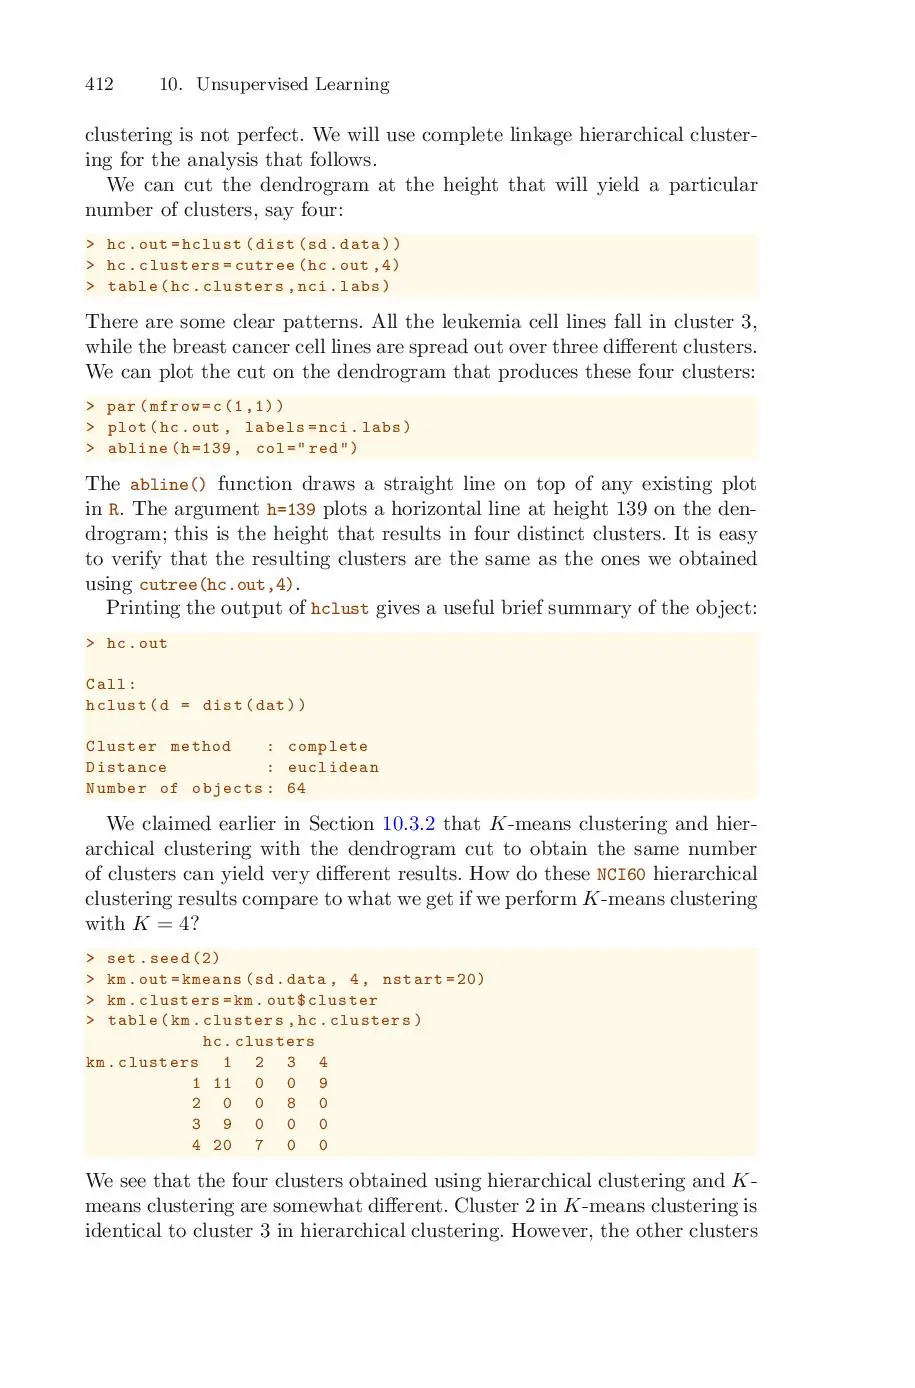 412 10. Unsupervised Learning
clustering is not perfect. We will use complete linkage hierarchical cluster-
ing for the analysis that follows.
We can cut the dendrogram at the height that will yield a particular
number of clusters, say four:
> hc.out=hclust(dist(sd.data))
> hc.clusters=cutree(hc.out,4)
> table(hc.clusters,nci.labs)
There are some clear patterns. All the leukemia cell lines fall in cluster 3,
while the breast cancer cell lines are spread out over three different clusters.
We can plot the cut on the dendrogram that produces these four clusters:
> par(mfrow=c(1,1))
> plot(hc.out, labels=nci.labs)
> abline(h=139, col="red")
The abline() function draws a straight line on top of any existing plot
in R. The argument h=139 plots a horizontal line at height 139 on the den-
drogram; this is the height that results in four distinct clusters. It is easy
to verify that the resulting clusters are the same as the ones we obtained
using cutree(hc.out,4).
Printing the output of hclust gives a useful brief summary of the object:
> hc.out
Call:
hclust(d = dist(dat))
Cluster method : complete
Distance : euclidean
Number of objects: 64
We claimed earlier in Section 10.3.2 that K-means clustering and hier-
archical clustering with the dendrogram cut to obtain the same number
of clusters can yield very different results. How do these NCI60 hierarchical
clustering results compare to what we get if we perform K-means clustering
with K = 4?
> set.seed(2)
> km.out=kmeans(sd.data, 4, nstart=20)
> km.clusters=km.out$cluster
> table(km.clusters,hc.clusters)
hc.clusters
km.clusters 1 2 3 4
1 11 0 0 9
2 0 0 8 0
3 9 0 0 0
4 20 7 0 0
We see that the four clusters obtained using hierarchical clustering and K-
means clustering are somewhat different. Cluster 2 in K-means clustering is
identical to cluster 3 in hierarchical clustering. However, the other clusters